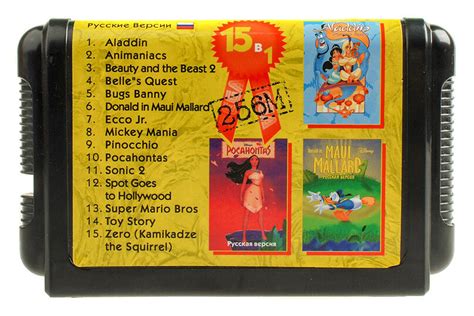 Русские Версии
15 в 1
256M
1. Aladdin
2. Animaniacs
3. Beauty and the Beast 2
4. Belle"s Quest
5. Bugs Banny
6. Donald in Maui Mallard
7. Ecco Jr.
8. Mickey Mania
9. Pinocchio
10. Pocahontas
11. Sonic 2
12. Spot Goes
to Hollywood
13. Super Mario Bros
14. Toy Story
15. Zero (Kamikadze
the Squirrel)
Aladdin
Pocahontas
Русская версия
MAUI
MALLARD
РУССКАЯ ВЕРСИЯ